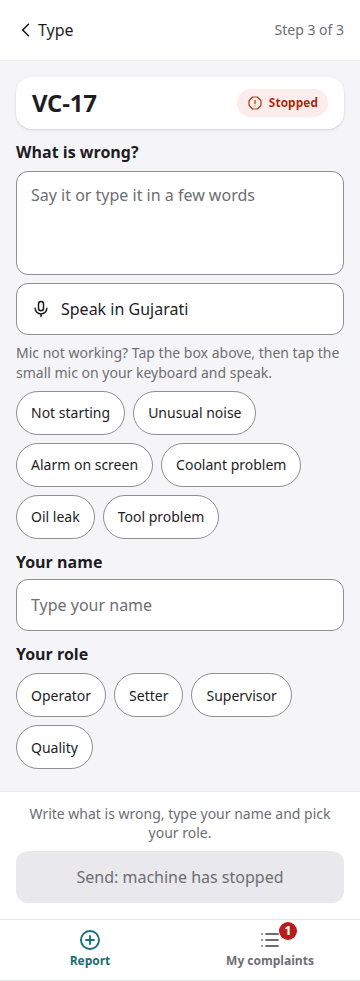 Type
Step 3 of 3
VC-17
Stopped
What is wrong?
Say it or type it in a few words
Speak in Gujarati
Mic not working? Tap the box above, then tap the
small mic on your keyboard and speak.
Not starting
Unusual noise
Alarm on screen
Coolant problem
Oil leak
Tool problem
Your name
Type your name
Your role
Operator
Setter
Supervisor
Quality
Write what is wrong, type your name and pick
your role.
Send: machine has stopped
1
Report
My complaints